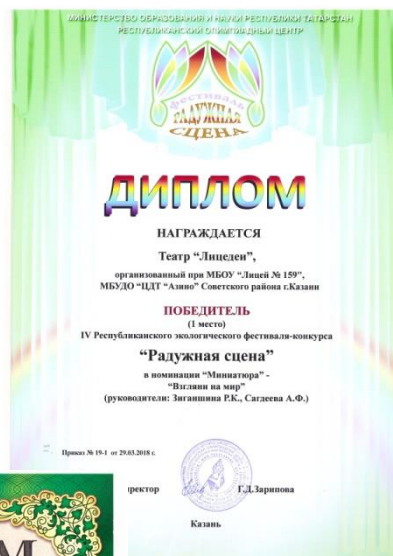 МИНИСТЕРСТВО ОБРАЗОВАНИЯ И НАУКИ РЕСПУБЛИКИ ТАТАРСТАН
РЕСПУБЛИКАНСКИЙ ОЛИМПИАДНЫЙ ЦЕНТР
фестиваль
РАДУЖНАЯ
СЦЕНА
ДИПЛОМ
НАГРАЖДАЕТСЯ
Театр “Лицедеи”,
организованный при МБОУ “Лицей № 159”,
МБУДО “ЦДТ “Азино” Советского района г.Казани
ПОБЕДИТЕЛЬ
(1 место)
IV Республиканского экологического фестиваля-конкурса
“Радужная сцена”
в номинации “Миниатюра” -
“Взгляни на мир”
(руководители: Зиганшина Р.К., Сагдеева А.Ф.)
Приказ № 19-1 от 29.03.2018 г.
иректор Г.Д.Зарипова
Казань
М